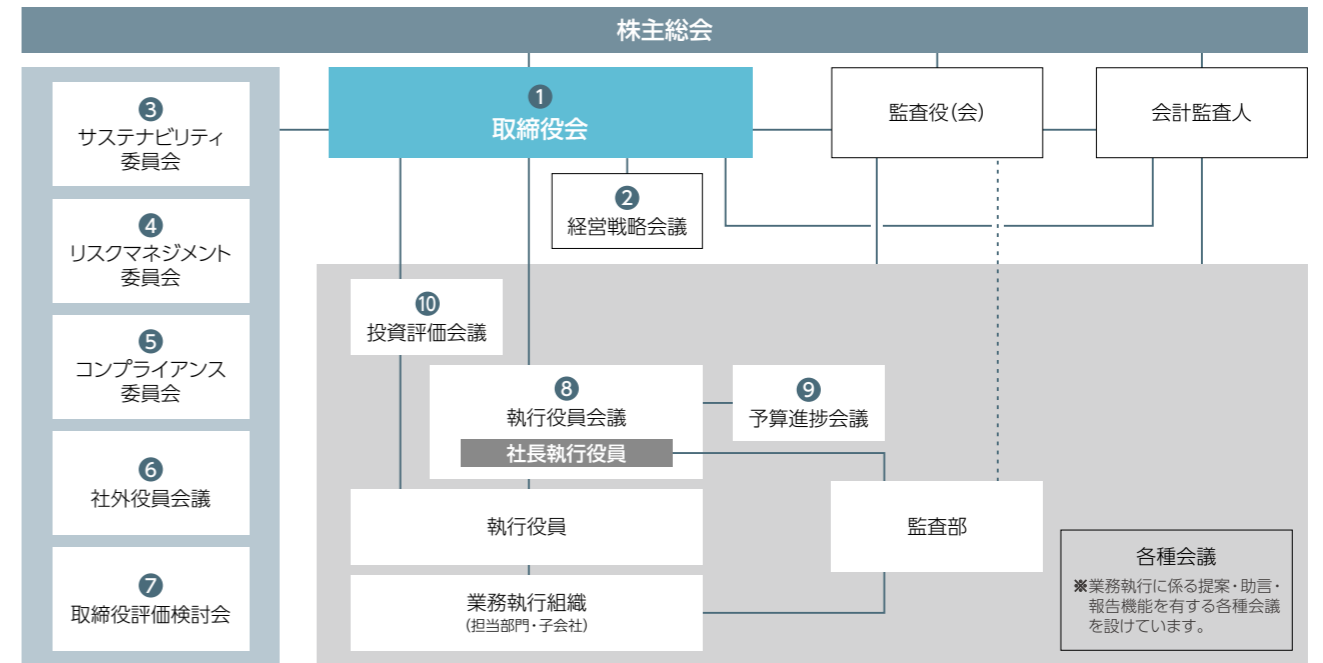 株主総会
❸
サステナビリティ
委員会
❹
リスクマネジメント
委員会
❺
コンプライアンス
委員会
❻
社外役員会議
❼
取締役評価検討会
❶
取締役会
監査役(会)
会計監査人
❷
経営戦略会議
❿
投資評価会議
❽
執行役員会議
社長執行役員
❾
予算進捗会議
執行役員
監査部
業務執行組織
(担当部門・子会社)
各種会議
※業務執行に係る提案・助言・
報告機能を有する各種会議
を設けています。